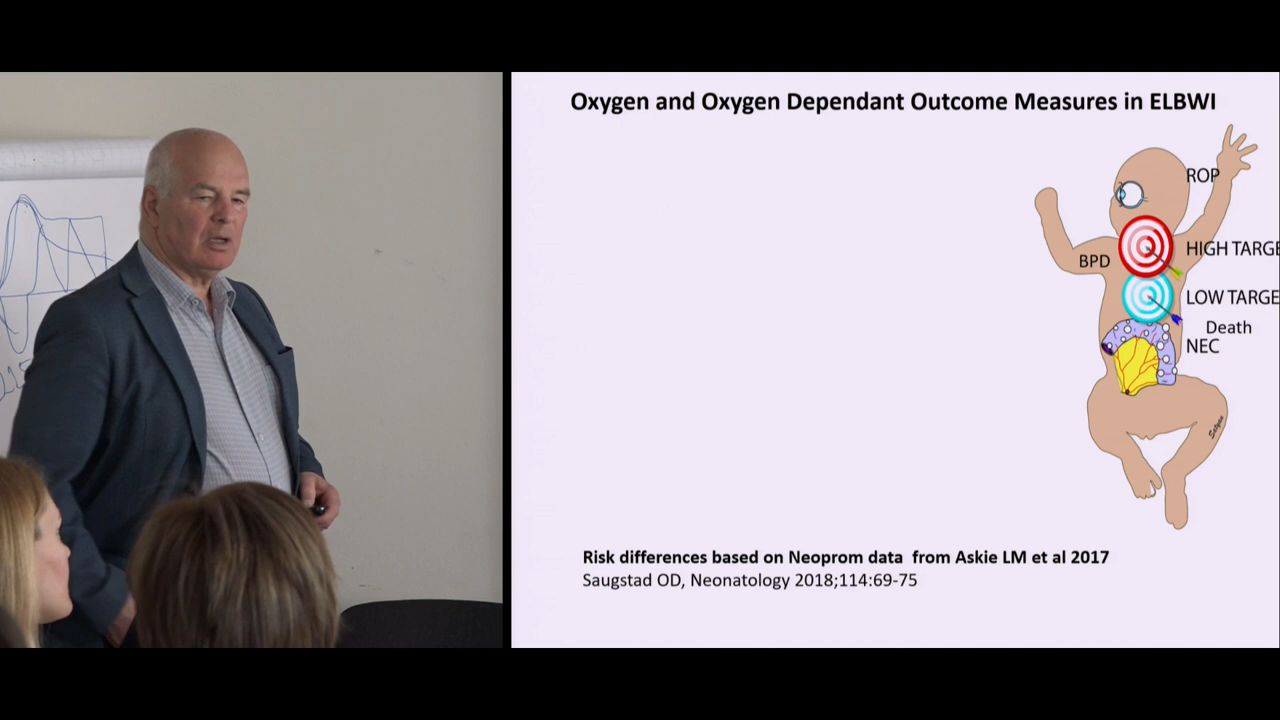 Oxygen and Oxygen Dependant Outcome Measures in ELBWI
ROP
HIGH TARGE
BPD
LOW TARGE
Death
NEC
Risk differences based on Neoprom data from Askie LM et al 2017
Saugstad OD, Neonatology 2018;114:69-75